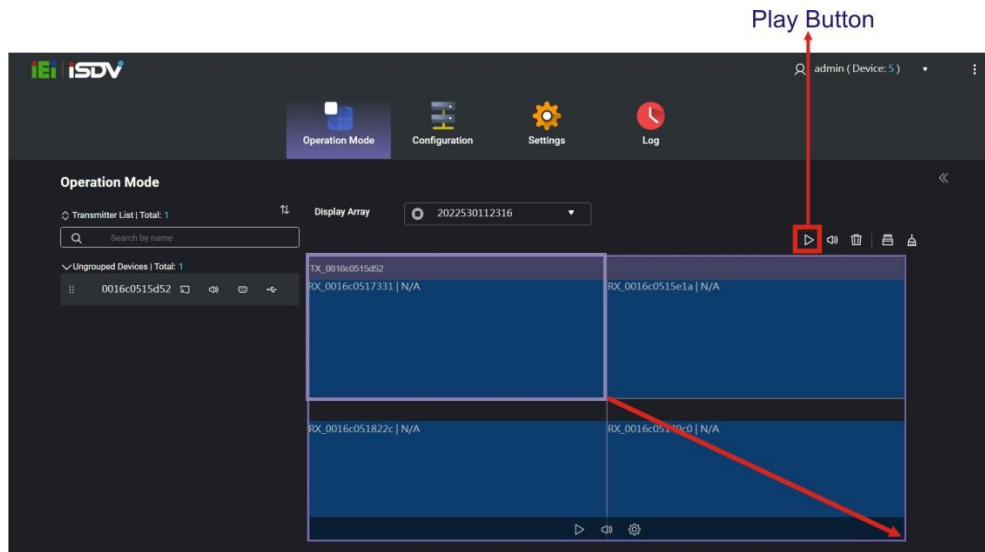 Play Button
iEi iSDV
admin ( Device: 5 )
Operation Mode
Configuration
Settings
Log
Operation Mode
Transmitter List | Total: 1
Display Array
2022530112316
Search by name
Ungrouped Devices | Total: 1
0016c0515d52
TX_0016c0515d52
RX_0016c0517331 | N/A
RX_0016c0515e1a | N/A
RX_0016c051822c | N/A